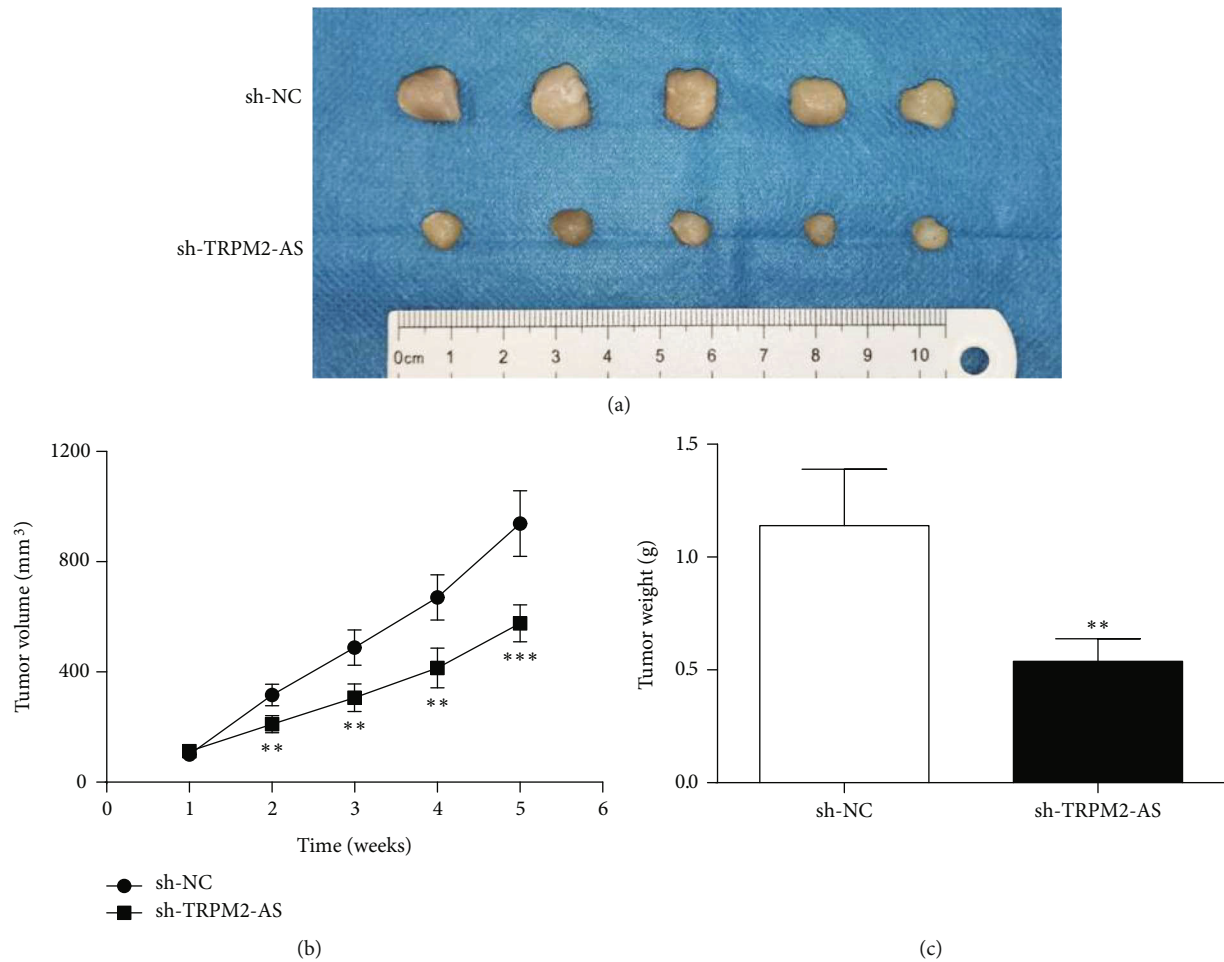 sh-NC
sh-TRPM2-AS
0cm 1 2 3 4 5 6 7 8 9 10
(a)
1200
800
400
0
Tumor volume (mm³)
** ** ** ***
0 1 2 3 4 5 6
Time (weeks)
sh-NC
sh-TRPM2-AS
(b)
1.5
1.0
0.5
0.0
Tumor weight (g)
**
sh-NC sh-TRPM2-AS
(c)